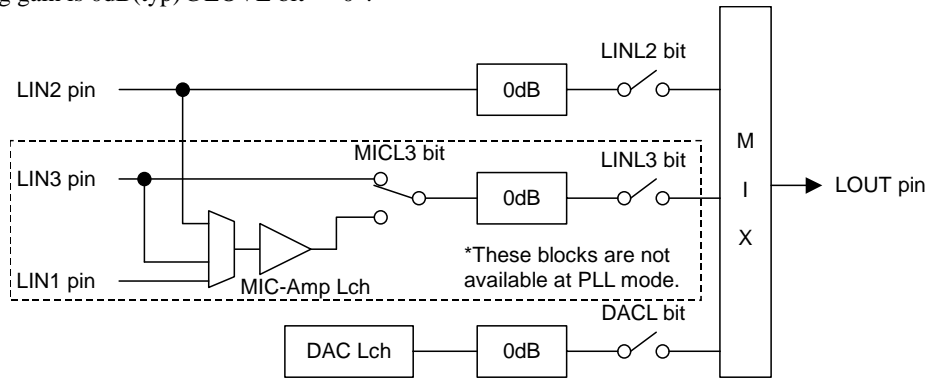 LINL2 bit
LIN2 pin
0dB
MICL3 bit
LINL3 bit
M
I
X
LIN3 pin
0dB
LOUT pin
*These blocks are not
available at PLL mode.
LIN1 pin
MIC-Amp Lch
DACL bit
DAC Lch
0dB